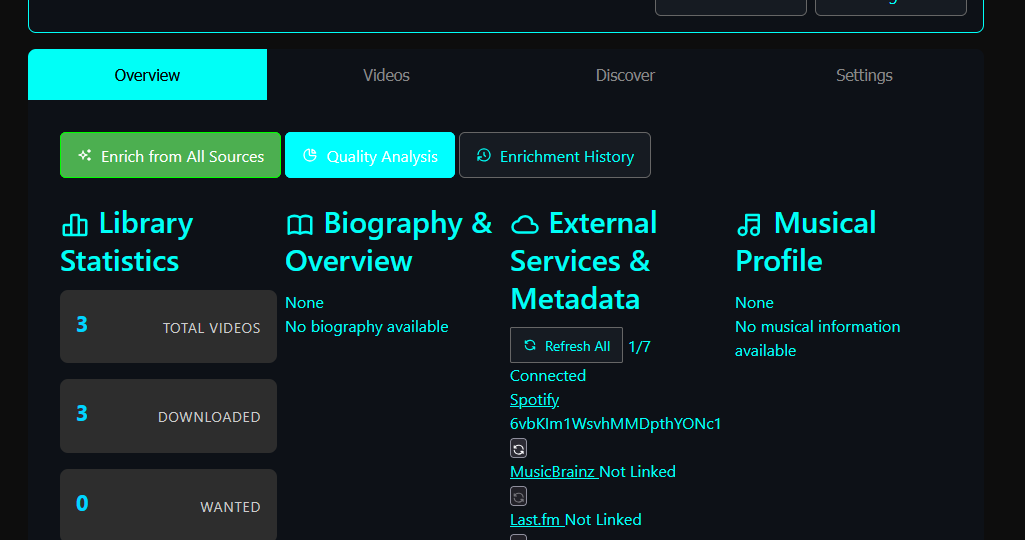 Overview
Videos
Discover
Settings
Enrich from All Sources
Quality Analysis
Enrichment History
Library
Statistics
3
TOTAL VIDEOS
3
DOWNLOADED
0
WANTED
Biography &
Overview
None
No biography available
External
Services &
Metadata
Refresh All 1/7
Connected
Spotify
6vbKIm1WsvhMMDpthYONc1
MusicBrainz Not Linked
Last.fm Not Linked
Musical
Profile
None
No musical information
available